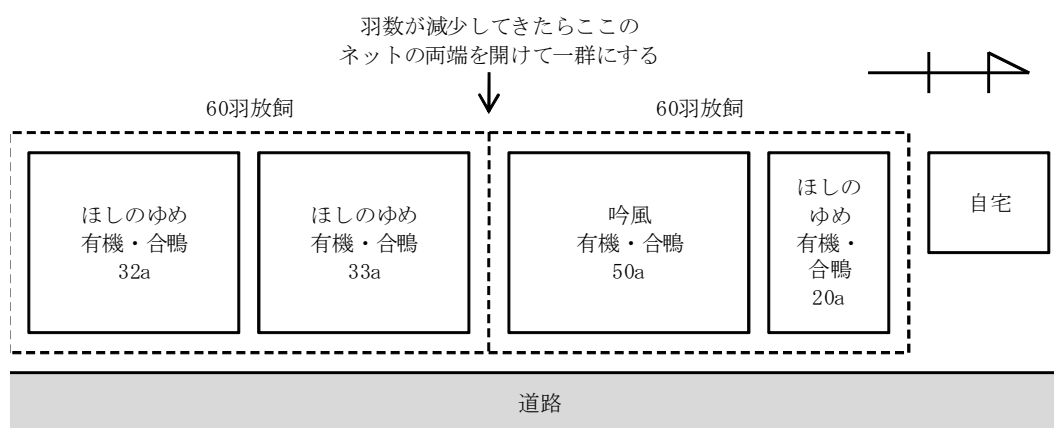 羽数が減少してきたらここの
ネットの両端を開けて一群にする
60羽放飼
60羽放飼
ほしのゆめ
有機・合鴨
32a
ほしのゆめ
有機・合鴨
33a
吟風
有機・合鴨
50a
ほしの
ゆめ
有機・
合鴨
20a
自宅
道路